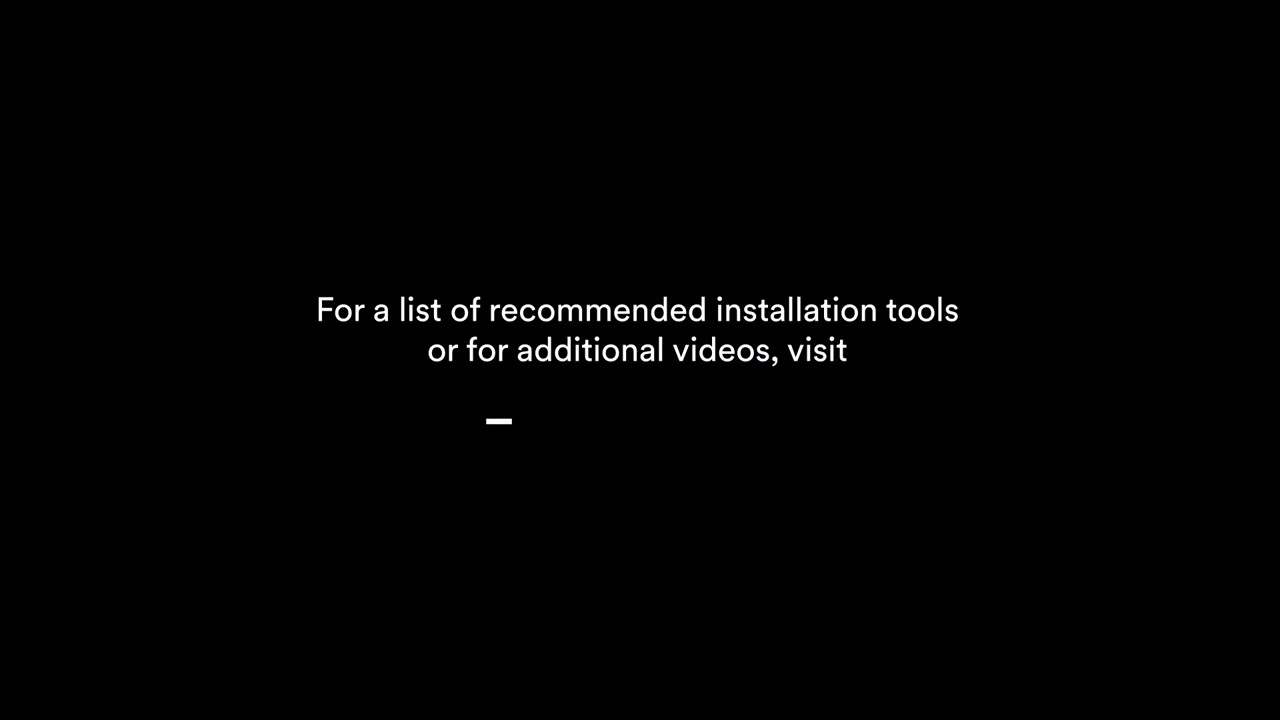 For a list of recommended installation tools
or for additional videos, visit